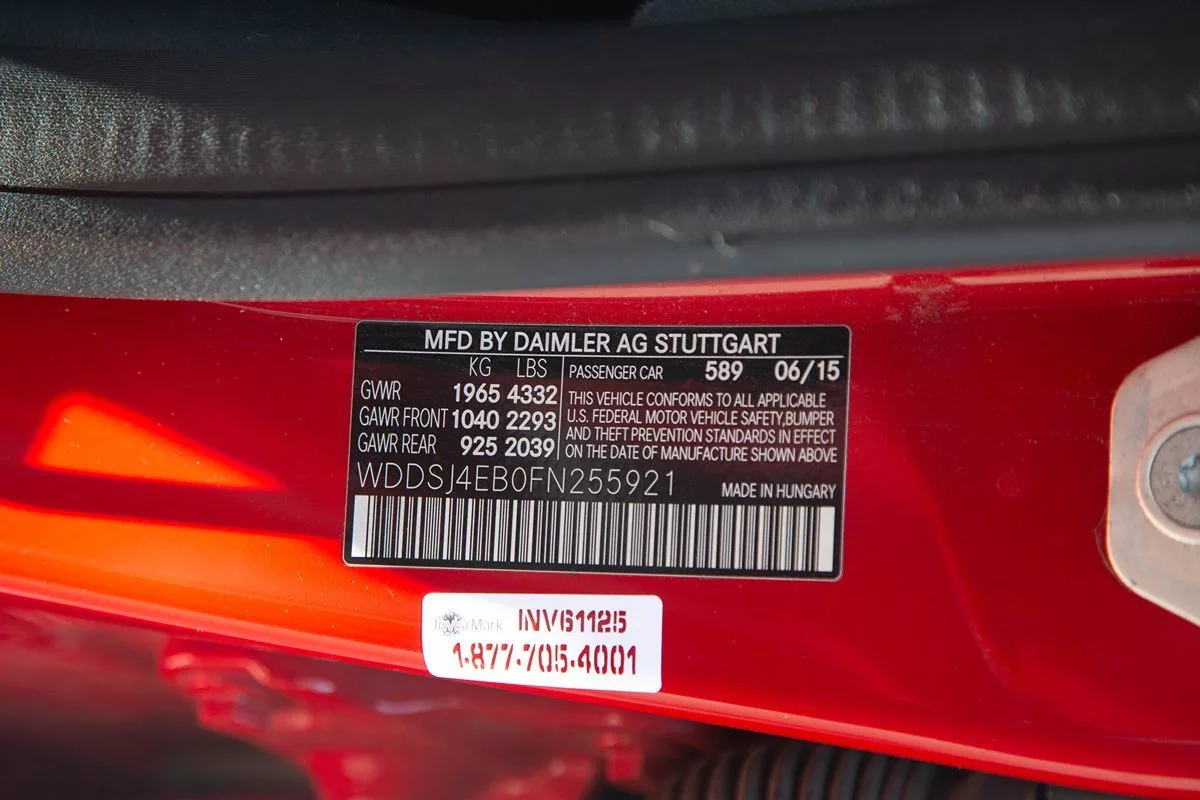 MFD BY DAIMLER AG STUTTGART
KG LBS
GVWR 1965 4332
GAWR FRONT 1040 2293
GAWR REAR 925 2039
PASSENGER CAR 589 06/15
THIS VEHICLE CONFORMS TO ALL APPLICABLE
U.S. FEDERAL MOTOR VEHICLE SAFETY,BUMPER
AND THEFT PREVENTION STANDARDS IN EFFECT
ON THE DATE OF MANUFACTURE SHOWN ABOVE
WDDSJ4EB0FN255921
MADE IN HUNGARY
Mark INV61125
1-877-705-4001